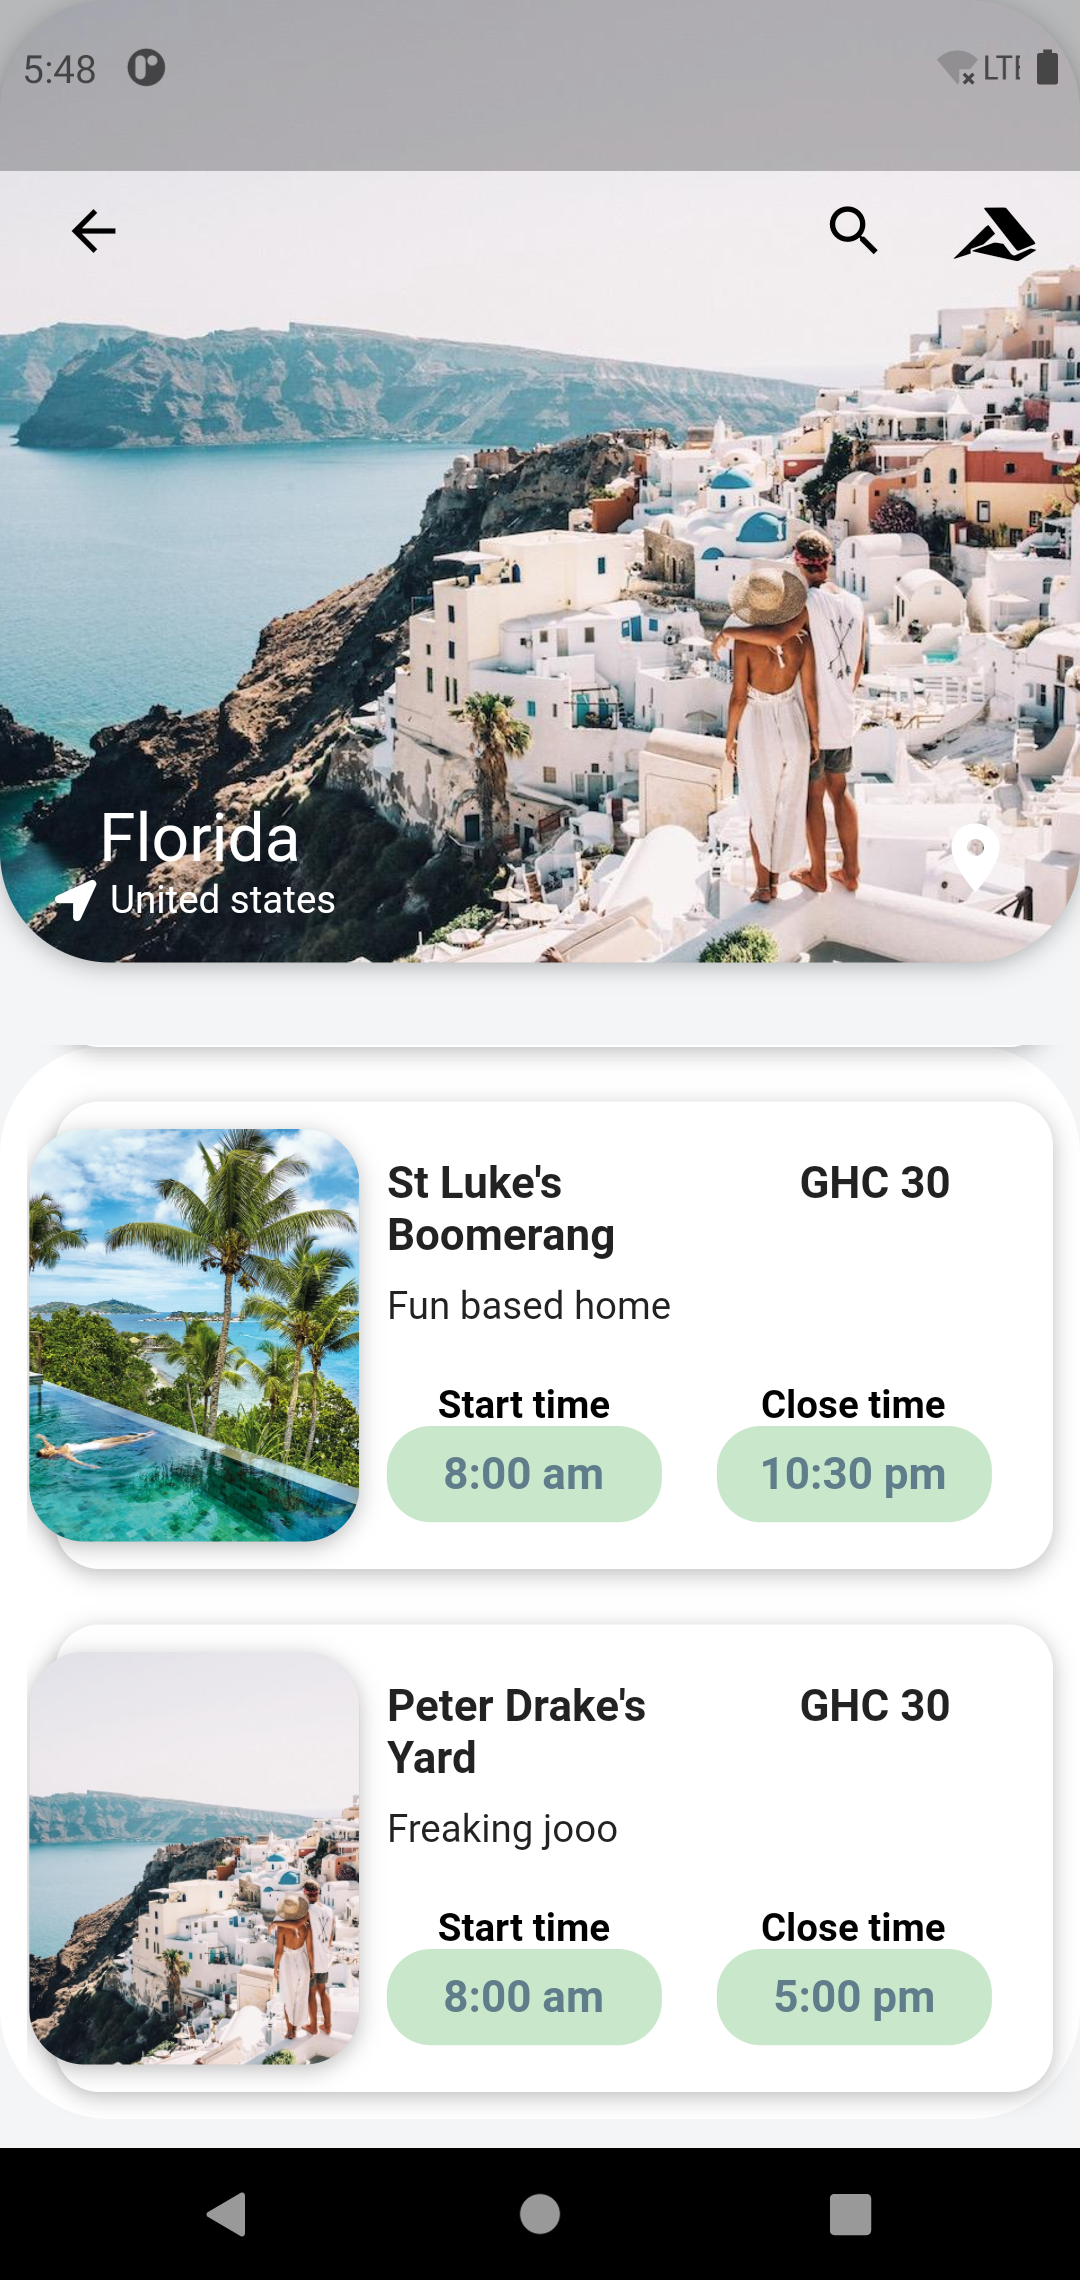 5:48
LTE
Florida
United states
St Luke's GHC 30
Boomerang
Fun based home
Start time Close time
8:00 am 10:30 pm
Peter Drake's GHC 30
Yard
Freaking jooo
Start time Close time
8:00 am 5:00 pm